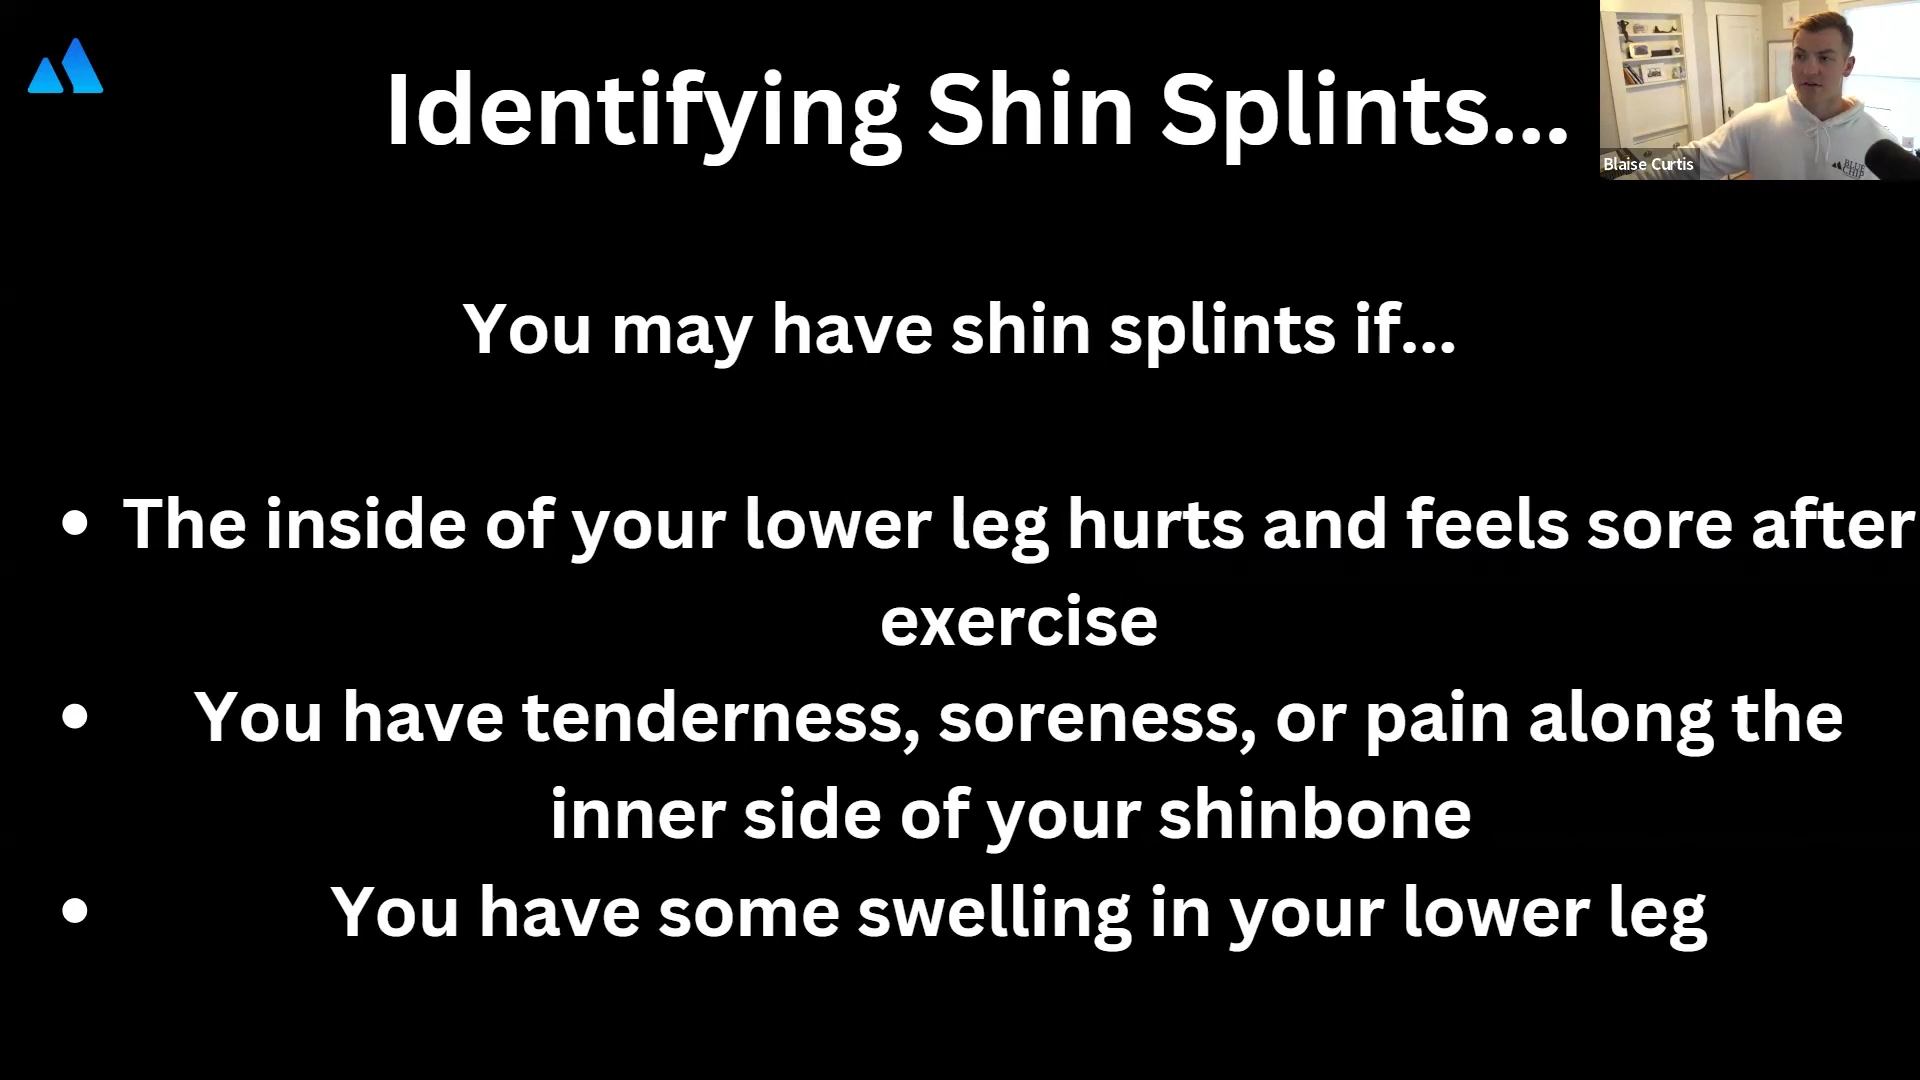 Identifying Shin Splints...
Blaise Curtis
BLUE
CHIP
You may have shin splints if...
• The inside of your lower leg hurts and feels sore after
exercise
• You have tenderness, soreness, or pain along the
inner side of your shinbone
• You have some swelling in your lower leg